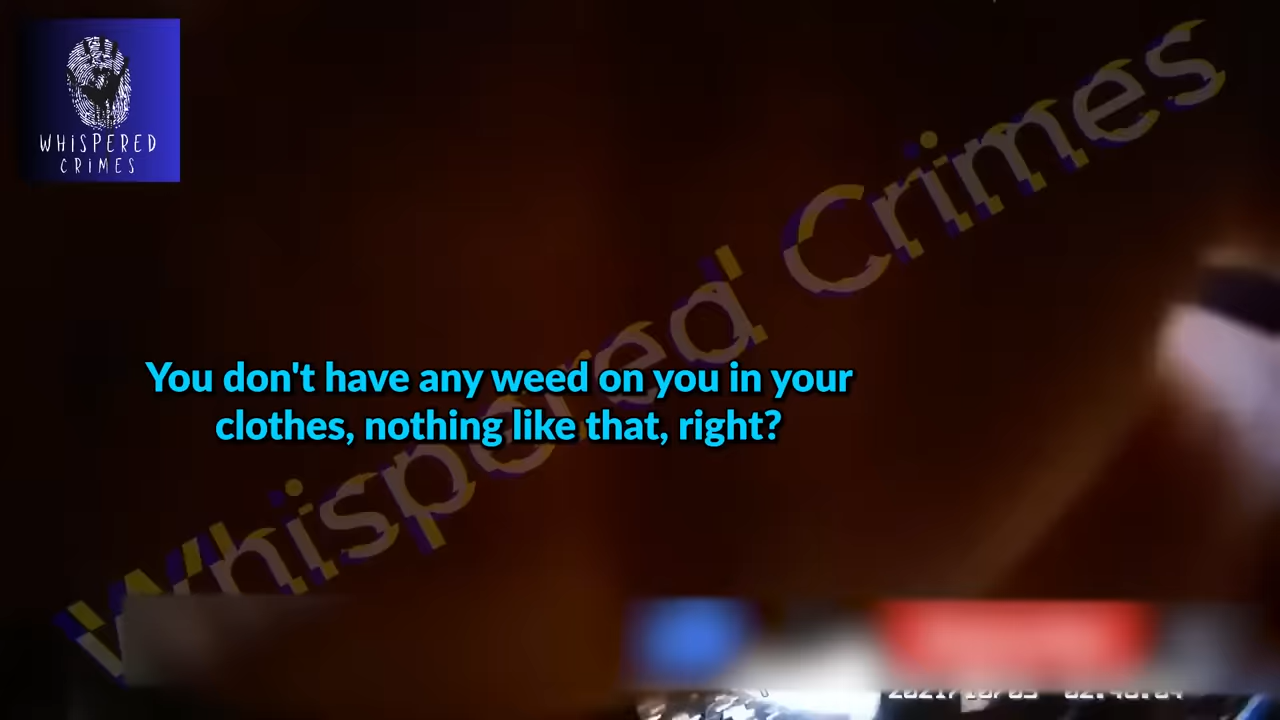 WHiSPERED
CRiMES
Whispered Crimes
You don't have any weed on you in your
clothes, nothing like that, right?